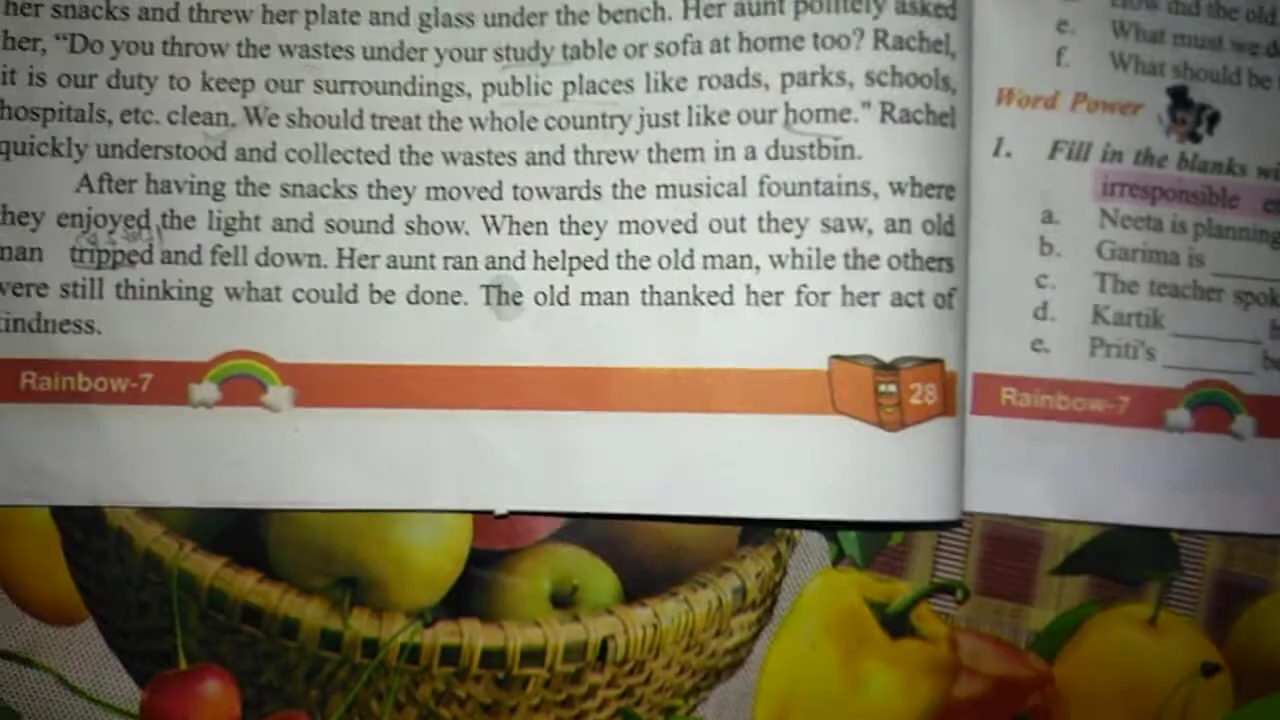 her snacks and threw her plate and glass under the bench. Her aunt politely asked
her, “Do you throw the wastes under your study table or sofa at home too? Rachel,
it is our duty to keep our surroundings, public places like roads, parks, schools,
hospitals, etc. clean. We should treat the whole country just like our home." Rachel
quickly understood and collected the wastes and threw them in a dustbin.
After having the snacks they moved towards the musical fountains, where
hey enjoyed the light and sound show. When they moved out they saw, an old
nan tripped and fell down. Her aunt ran and helped the old man, while the others
were still thinking what could be done. The old man thanked her for her act of
kindness.
Rainbow-7
28
How did the old
e. What must we d
f. What should be
Word Power
1. Fill in the blanks wi
irresponsible
a. Neeta is planning
b. Garima is
c. The teacher spok
d. Kartik
e. Priti's
Rainbow-7